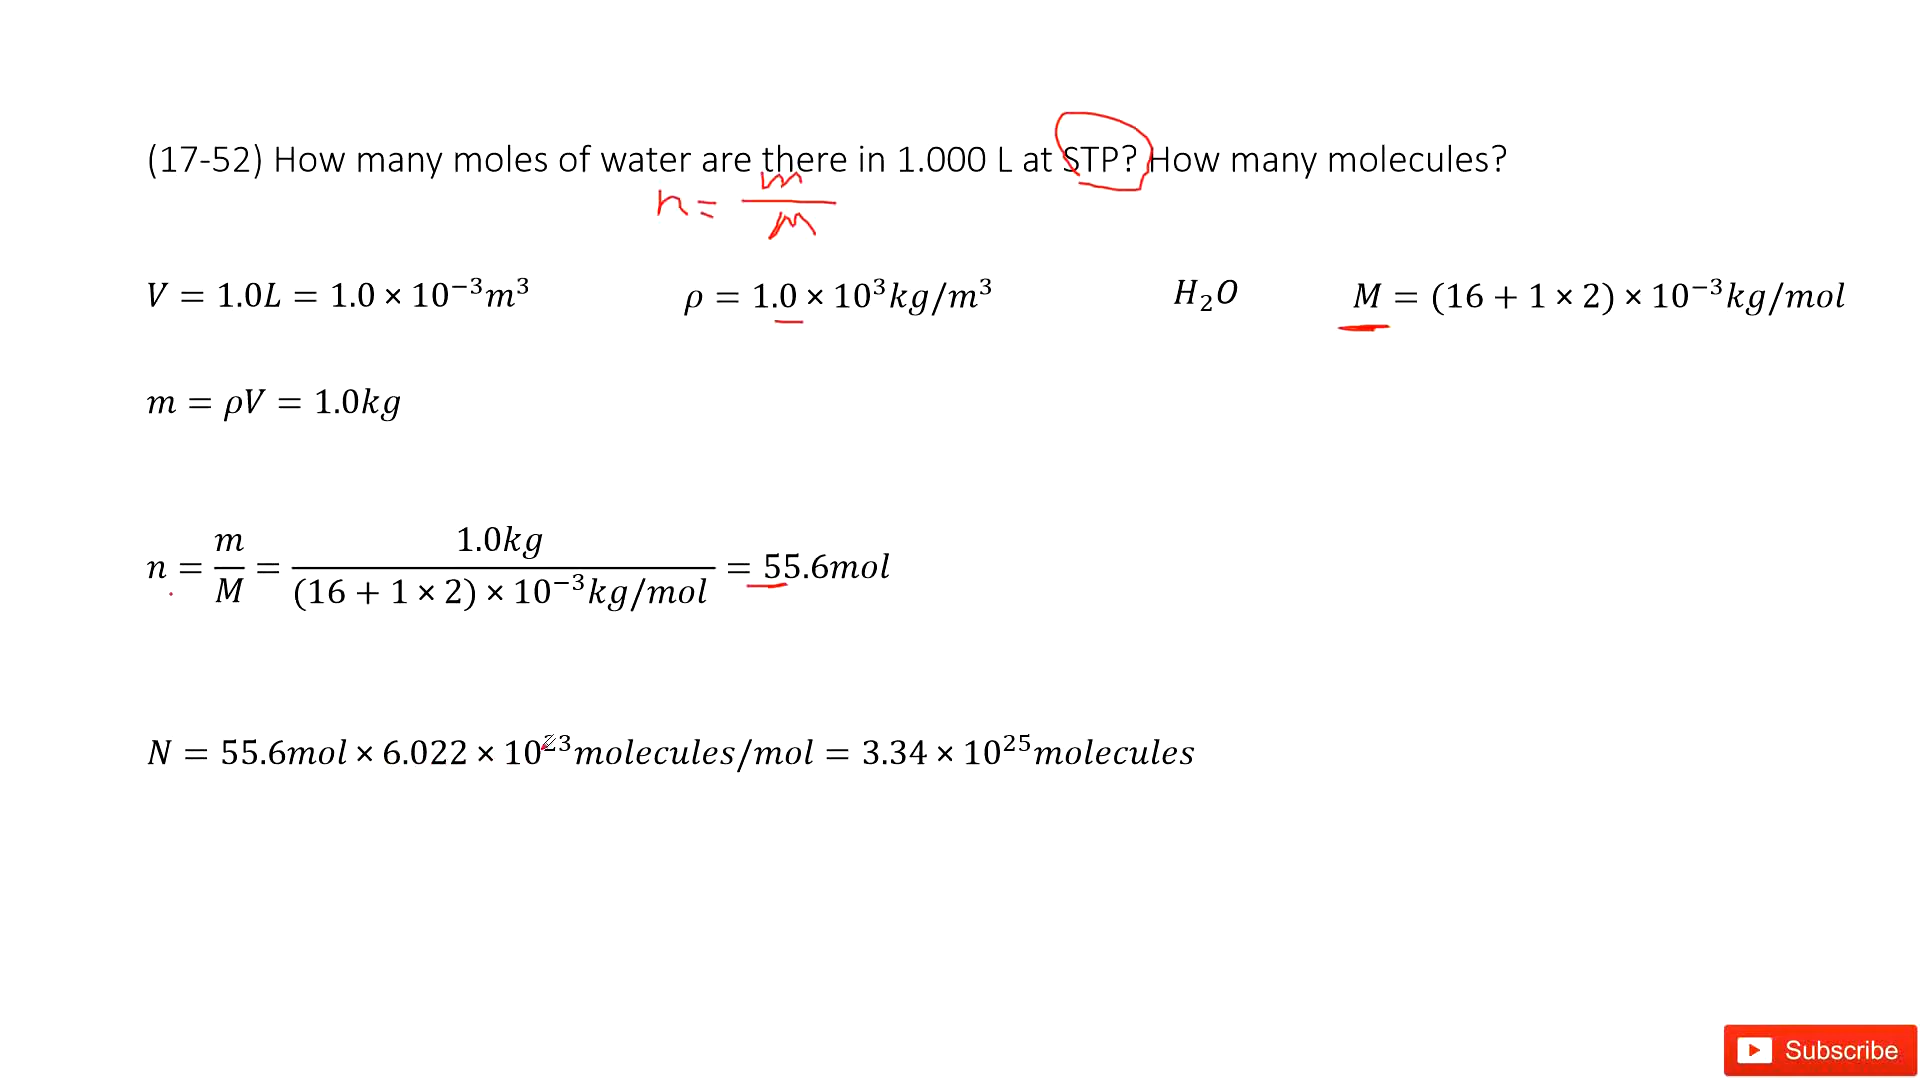 (17-52) How many moles of water are there in 1.000 L at STP? How many molecules?
n = m/M
V = 1.0L = 1.0 × 10⁻³m³
ρ = 1.0 × 10³kg/m³
H₂O
M = (16 + 1 × 2) × 10⁻³kg/mol
m = ρV = 1.0kg
n = m/M = 1.0kg/(16 + 1 × 2) × 10⁻³kg/mol = 55.6mol
N = 55.6mol × 6.022 × 10²³molecules/mol = 3.34 × 10²⁵molecules
Subscribe